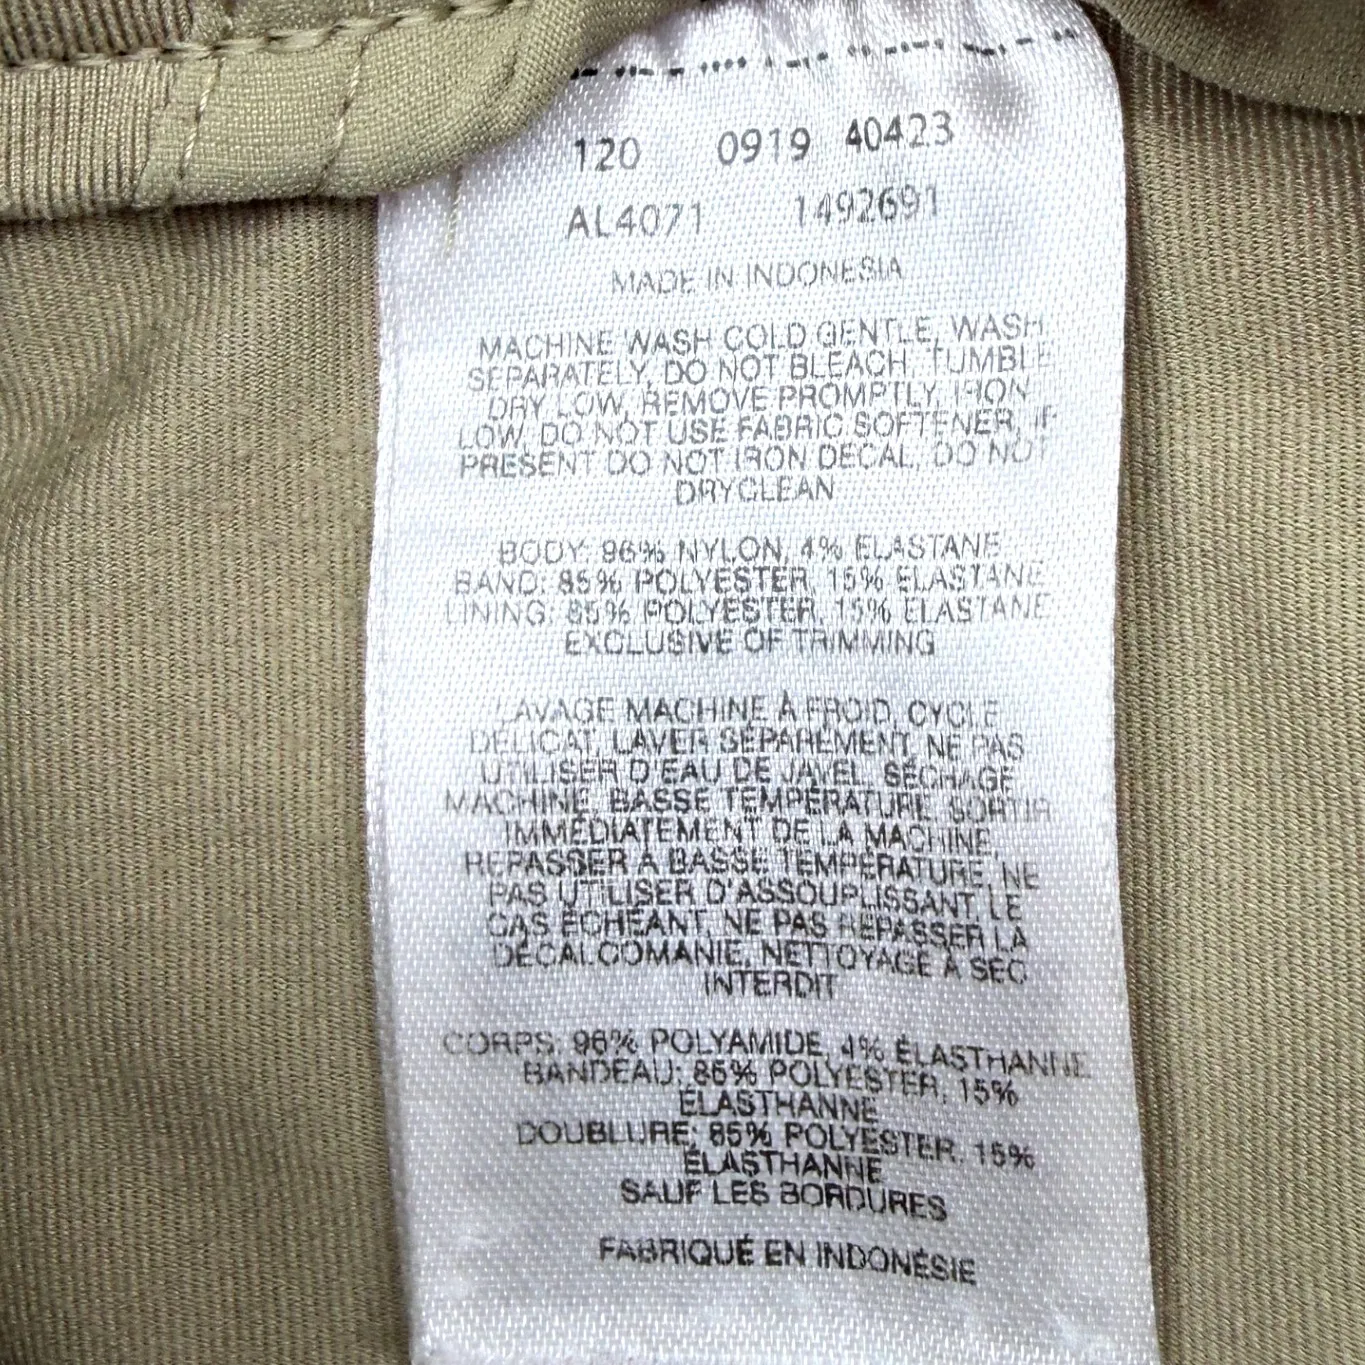 120 0919 40423
AL4071 1492691
MADE IN INDONESIA
MACHINE WASH COLD GENTLE, WASH
SEPARATELY, DO NOT BLEACH, TUMBLE
DRY LOW, REMOVE PROMPTLY, IRON
LOW, DO NOT USE FABRIC SOFTENER, IF
PRESENT DO NOT IRON DECAL, DO NOT
DRYCLEAN
BODY: 96% NYLON, 4% ELASTANE
BAND: 85% POLYESTER, 15% ELASTANE
LINING: 85% POLYESTER, 15% ELASTANE
EXCLUSIVE OF TRIMMING
LAVAGE MACHINE À FROID, CYCLE
DÉLICAT, LAVER SÉPARÉMENT, NE PAS
UTILISER D'EAU DE JAVEL, SÉCHAGE
MACHINE, BASSE TEMPÉRATURE, SORTIR
IMMÉDIATEMENT DE LA MACHINE,
REPASSER À BASSE TEMPÉRATURE, NE
PAS UTILISER D'ASSOUPLISSANT, LE
CAS ÉCHÉANT, NE PAS REPASSER LA
DÉCALCOMANIE, NETTOYAGE À SEC
INTERDIT
CORPS: 96% POLYAMIDE, 4% ÉLASTHANNE
BANDEAU: 85% POLYESTER, 15%
ÉLASTHANNE
DOUBLURE: 85% POLYESTER, 15%
ÉLASTHANNE
SAUF LES BORDURES
FABRIQUÉ EN INDONÉSIE